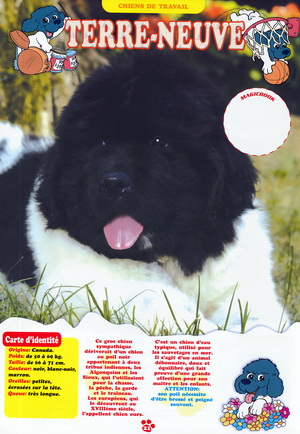 CHIENS DE TRAVAIL
TERRE-NEUVE
MAGICBOOK
Carte d'identité
Origine: Canada.
Poids: de 50 à 69 kg.
Taille: de 66 à 71 cm.
Couleur: noir, blanc-noir,
marron.
Oreilles: petites,
écrasées sur la tête.
Queue: très longue.
Ce gros chien
sympathique
dériverait d'un chien
au poil noir
appartenant à deux
tribus indiennes, les
Algonquins et les
Sioux, qui l'utilisaient
pour la chasse,
la pêche, la garde
et le traîneau.
Les européens, qui
le découvrent au
XVIIIème siècle,
l'appellent chien ours.
C'est un chien d'eau
typique, utilisé pour
les sauvetages en mer.
Il s'agit d'un animal
débonnaire, doux et
équilibré qui fait
preuve d'une grande
affection pour son
maître et les enfants.
ATTENTION:
son poil nécessite
d'être brossé et peigné
souvent.